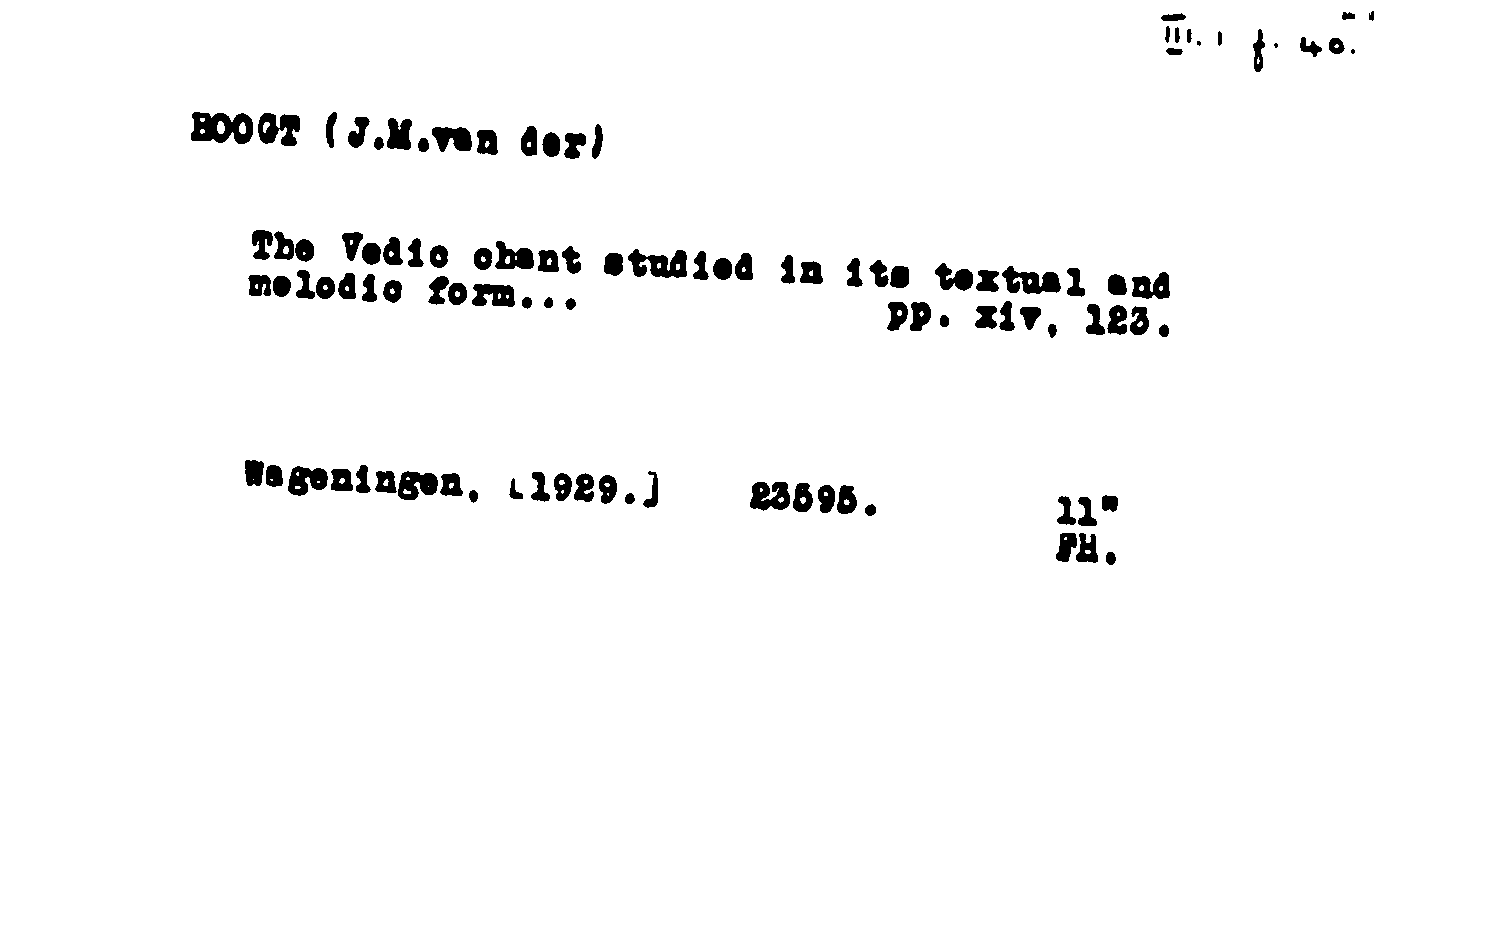 III. 1 f. 40.
HOOGT (J.M.van der)
The Vedic chant studied in its textual and
melodic form...
pp. xiv, 123.
Wageningen, [1929.] 23595. 11"
FH.